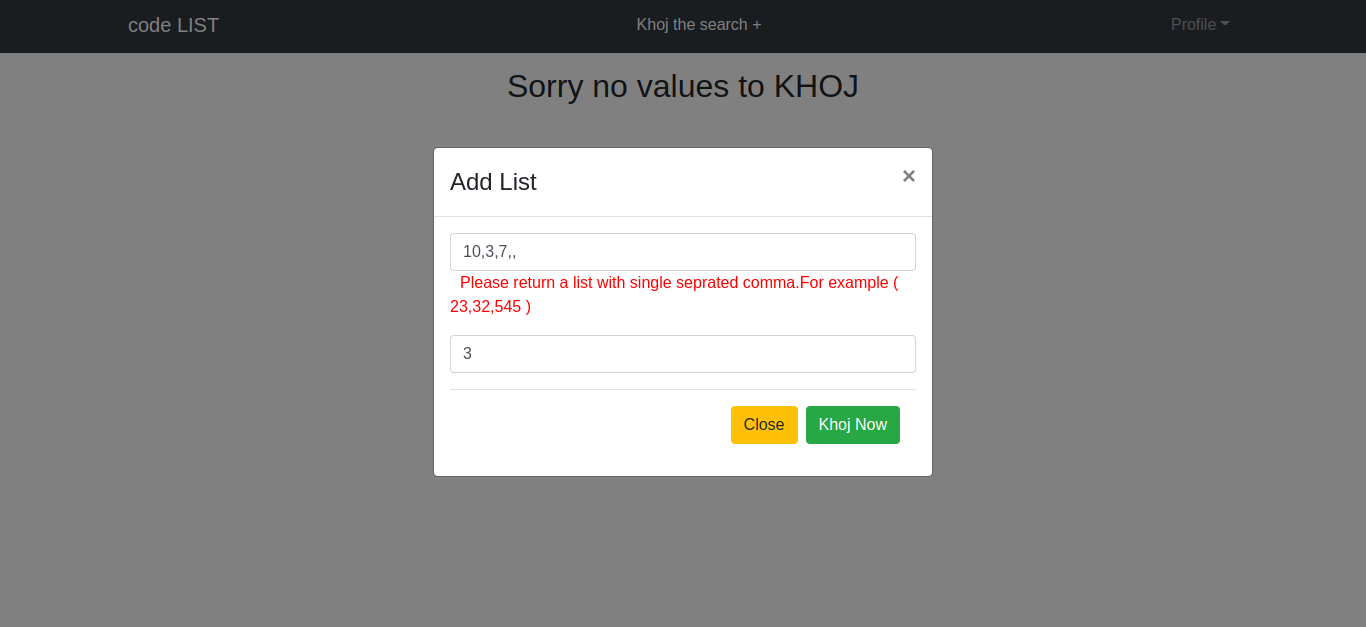 code LIST
Khoj the search +
Profile
Sorry no values to KHOJ
Add List
×
10,3,7,,
Please return a list with single seprated comma.For example (
23,32,545 )
3
Close
Khoj Now